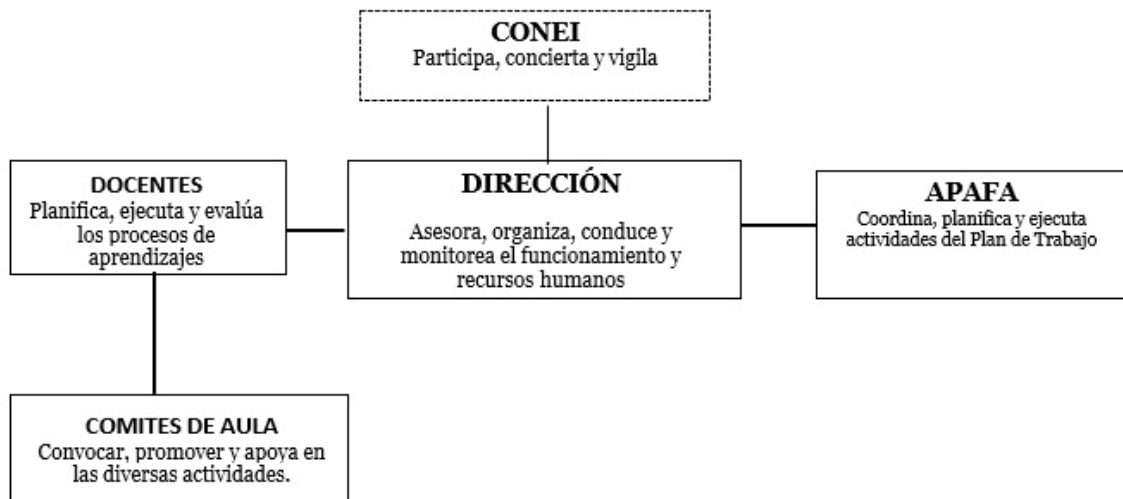 CONEI
Participa, concierta y vigila
DOCENTES
Planifica, ejecuta y evalúa
los procesos de
aprendizajes
DIRECCIÓN
Asesora, organiza, conduce y
monitorea el funcionamiento y
recursos humanos
APAFA
Coordina, planifica y ejecuta
actividades del Plan de Trabajo
COMITES DE AULA
Convocar, promover y apoya en
las diversas actividades.